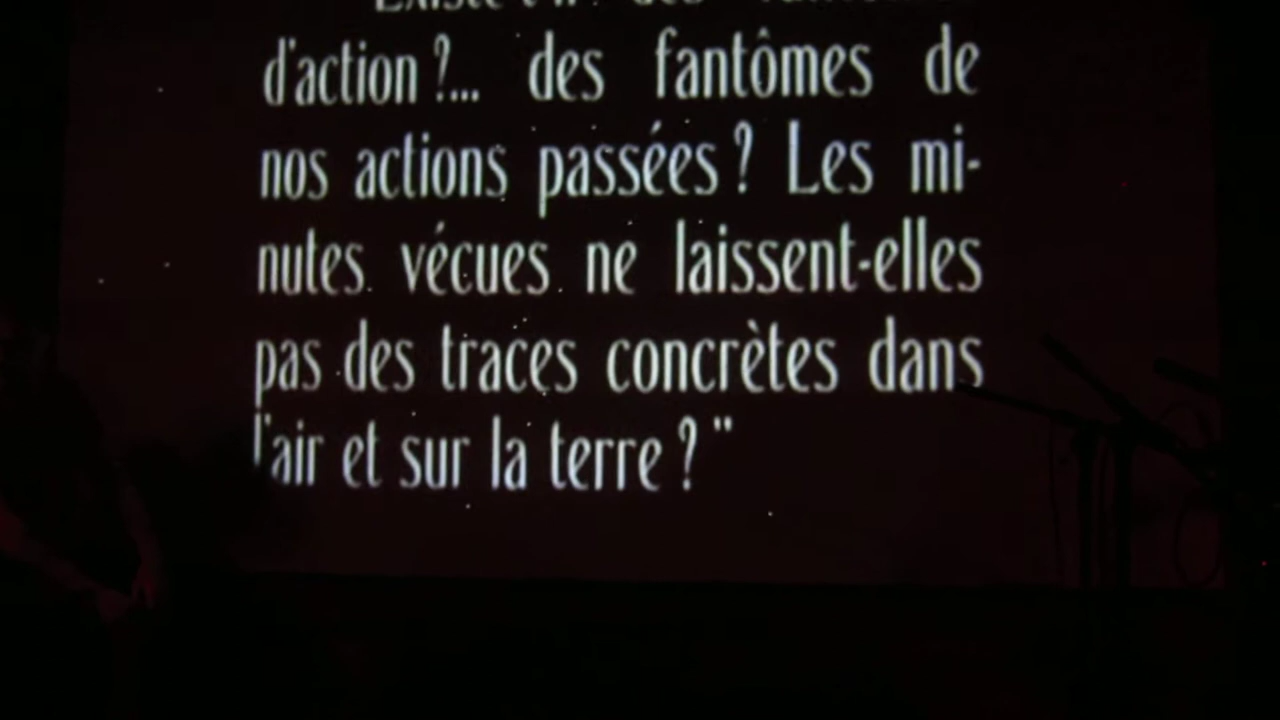 des
d'action ?... des fantômes de
nos actions passées ? Les mi-
nutes vécues ne laissent-elles
pas des traces concrètes dans
l'air et sur la terre ? "